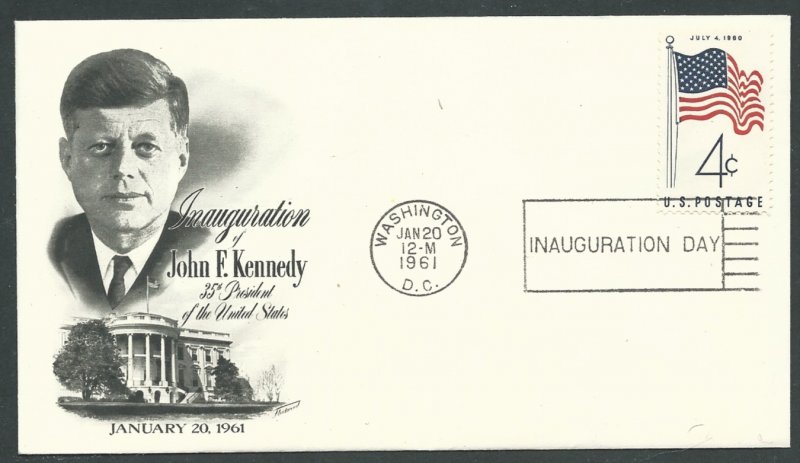 Inauguration
of
John F. Kennedy
35th President
of the United States
JANUARY 20, 1961
Fleetwood
WASHINGTON
JAN 20
12-M
1961
D.C.
INAUGURATION DAY
JULY 4, 1960
4¢
U.S. POSTAGE